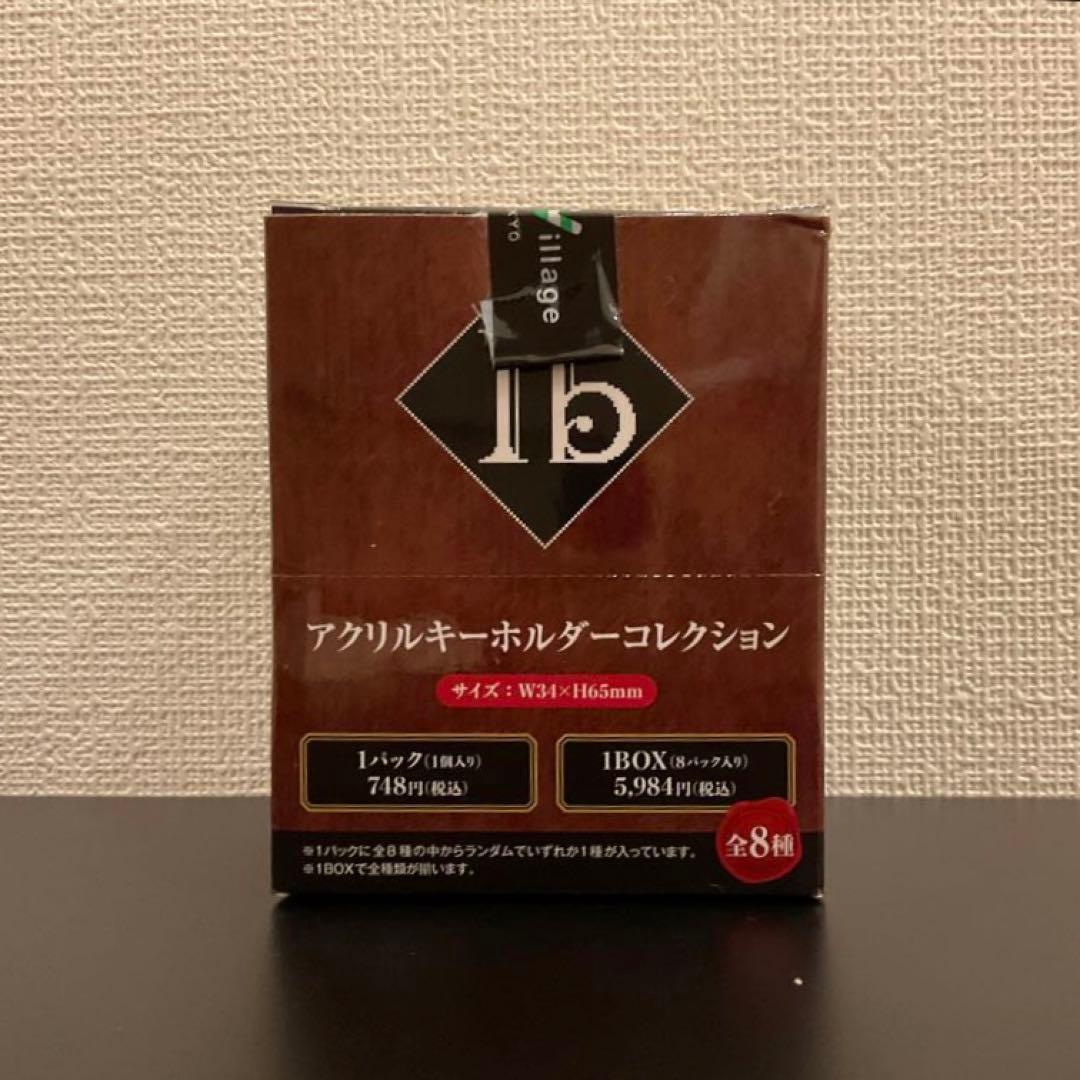 Village
KYO
Ib
アクリルキーホルダーコレクション
サイズ：W34×H65mm
1パック（1個入り）
748円（税込）
1BOX（8パック入り）
5,984円（税込）
全8種
※1パックに全8種の中からランダムでいずれか1種が入っています。
※1BOXで全種類が揃います。